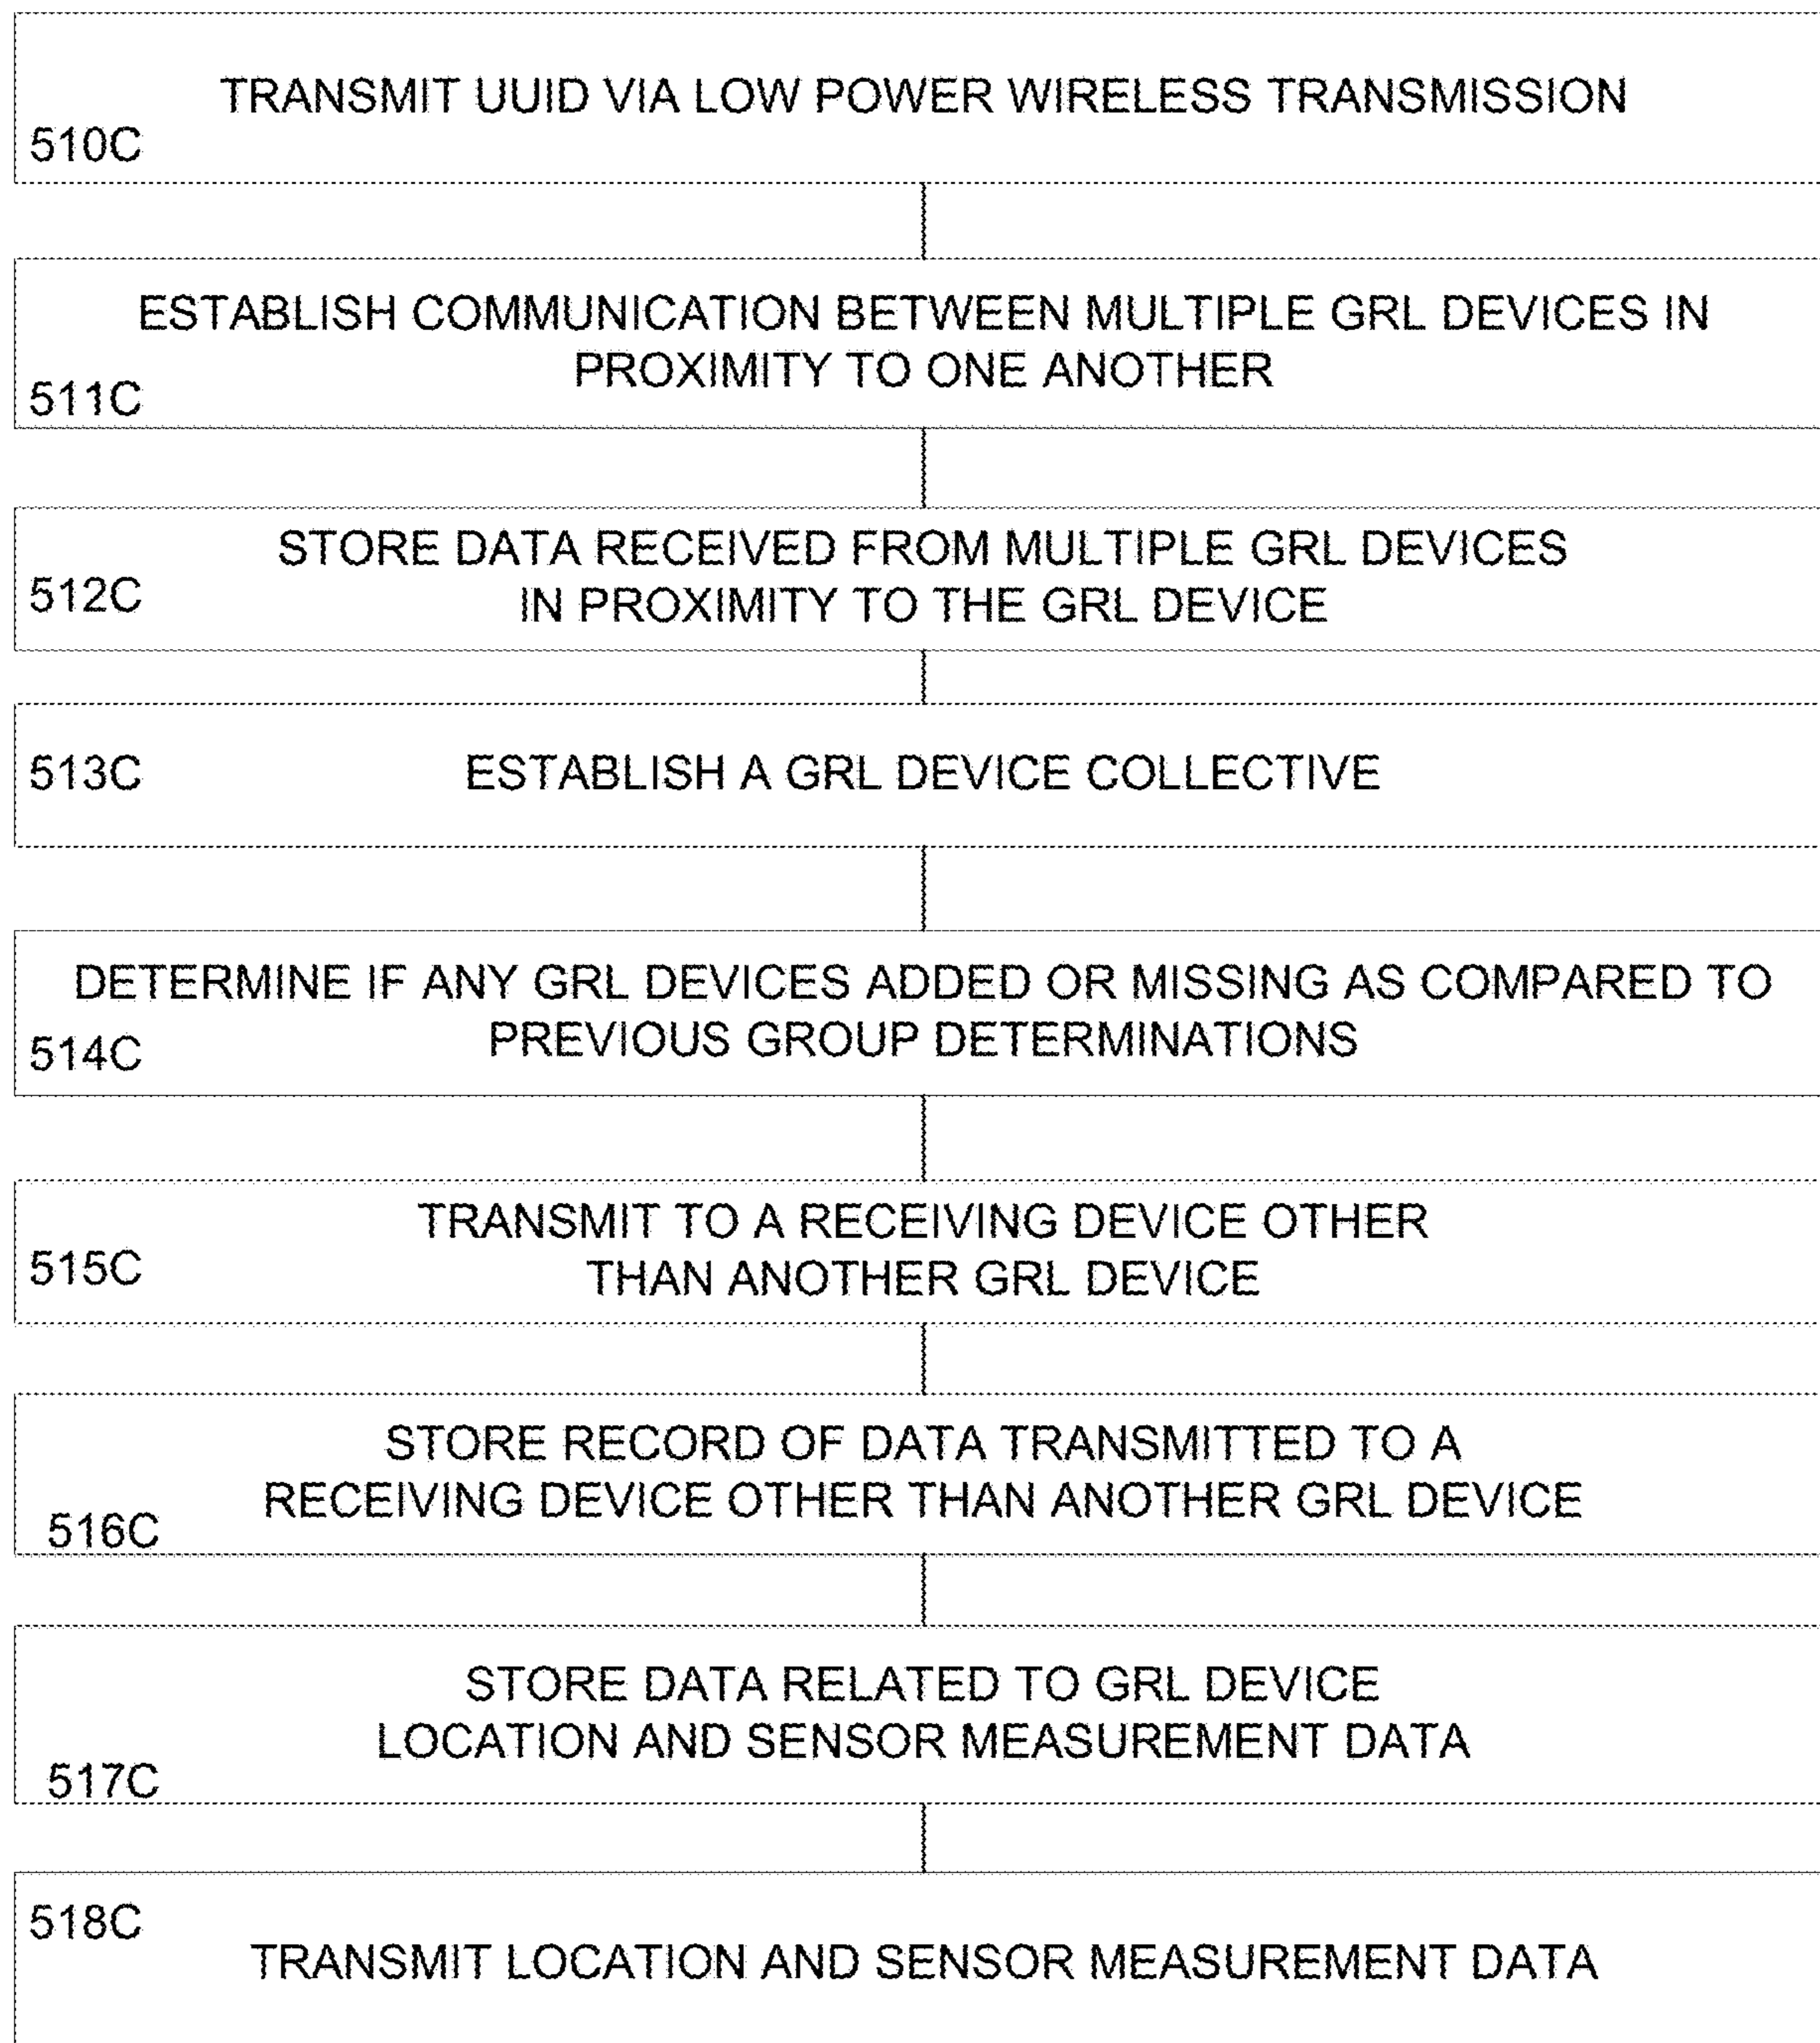 TRANSMIT UUID VIA LOW POWER WIRELESS TRANSMISSION
510C
ESTABLISH COMMUNICATION BETWEEN MULTIPLE GRL DEVICES IN
PROXIMITY TO ONE ANOTHER
511C
STORE DATA RECEIVED FROM MULTIPLE GRL DEVICES
512C
IN PROXIMITY TO THE GRL DEVICE
513C ESTABLISH A GRL DEVICE COLLECTIVE
DETERMINE IF ANY GRL DEVICES ADDED OR MISSING AS COMPARED TO
PREVIOUS GROUP DETERMINATIONS
514C
TRANSMIT TO A RECEIVING DEVICE OTHER
515C
THAN ANOTHER GRL DEVICE
STORE RECORD OF DATA TRANSMITTED TO A
RECEIVING DEVICE OTHER THAN ANOTHER GRL DEVICE
516C
STORE DATA RELATED TO GRL DEVICE
LOCATION AND SENSOR MEASUREMENT DATA
517C
518C
TRANSMIT LOCATION AND SENSOR MEASUREMENT DATA